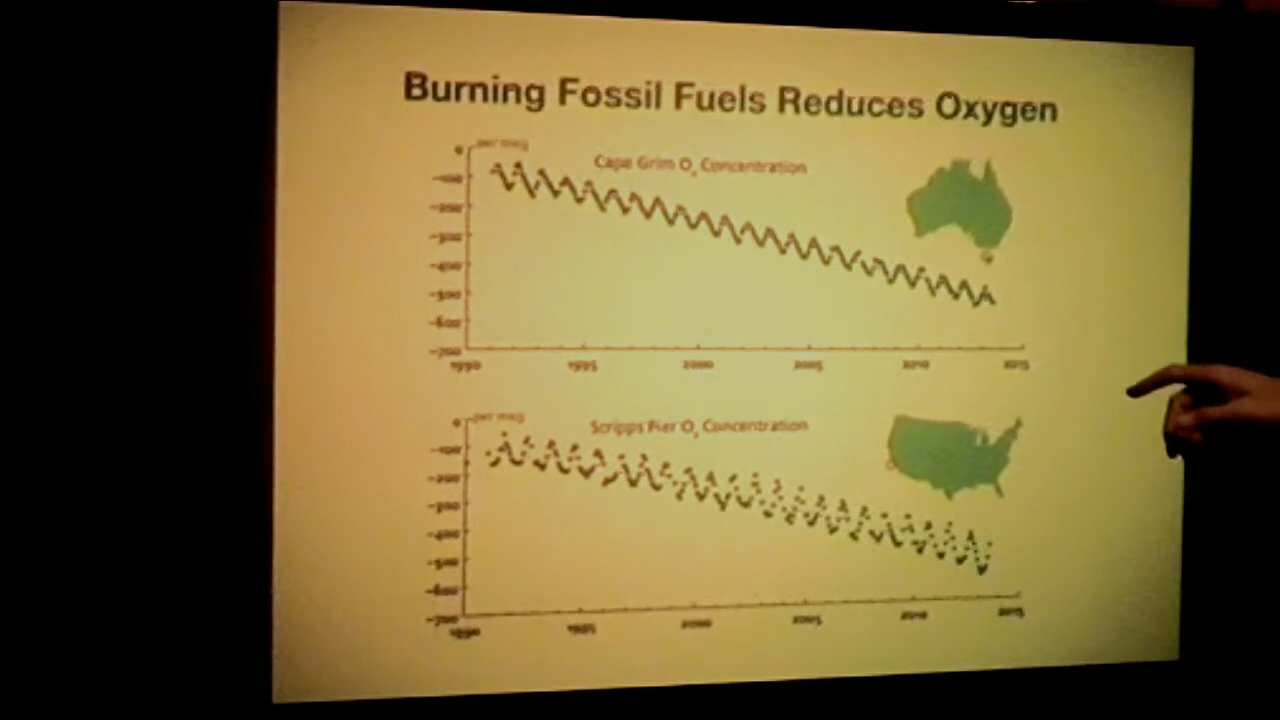 Burning Fossil Fuels Reduces Oxygen
per meg
Cape Grim O₂ Concentration
0
-100
-200
-300
-400
-500
-600
-700
1990 1995 2000 2005 2010 2015
per meg
Scripps Pier O₂ Concentration
0
-100
-200
-300
-400
-500
-600
-700
1990 1995 2000 2005 2010 2015